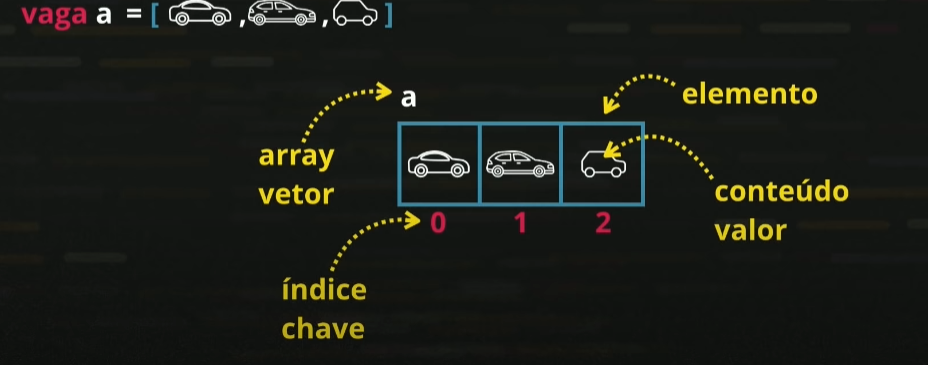 vaga a = [ , , ]
a
elemento
array
vetor
conteúdo
valor
0 1 2
índice
chave